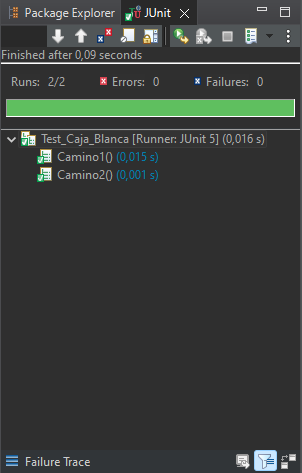 Package Explorer JUnit
Finished after 0,09 seconds
Runs: 2/2 Errors: 0 Failures: 0
Test_Caja_Blanca [Runner: JUnit 5] (0,016 s)
Camino1() (0,015 s)
Camino2() (0,001 s)
Failure Trace